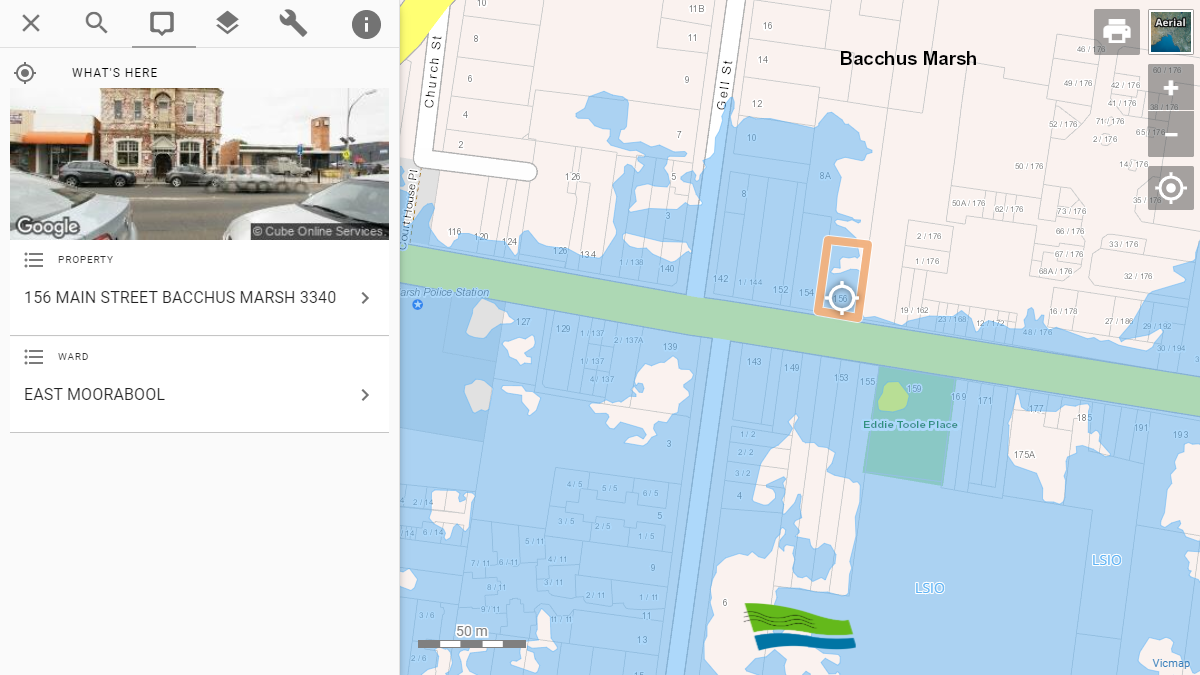 WHAT'S HERE
Google
© Cube Online Services
PROPERTY
156 MAIN STREET BACCHUS MARSH 3340
WARD
EAST MOORABOOL
Bacchus Marsh
Aerial
Church St
Gell St
Court House Pl
arsh Police Station
Eddie Toole Place
LSIO
LSIO
50 m
Vicmap
10
11B
16
46 / 176
60 / 176
8
11
14
9
49 / 176
42 / 176
41 / 176
38 / 176
4
12
52 / 176
71 / 176
2 / 176
65
2
7
10
50 / 176
14 / 176
126
5
8
8A
50A / 176
62 / 176
73 / 176
35 /
3
66 / 176
116
120
124
126
134
2 / 176
33 / 176
67 / 176
1 / 138
140
1 / 176
68A / 176
32 / 176
142
1 / 144
152
154
156
19 / 162
23 / 168
12 / 172
16 / 178
27 / 186
29 / 192
48 / 176
30 / 194
127
129
1 / 137
2 / 137A
139
1 / 137
4 / 137
143
149
153
155
159
169
171
177
185
191
193
175A
3
1 / 2
2 / 2
3 / 2
4
4 / 5
5 / 5
6 / 5
4
2 / 14
5
3 / 5
2 / 5
1 / 5
6 / 14
6 / 11
5 / 11
4 / 11
7 / 11
6 / 11
9
3 / 11
8 / 11
2 / 11
1 / 11
9 / 11
11 / 11
11
3 / 6
6
13
2 / 8